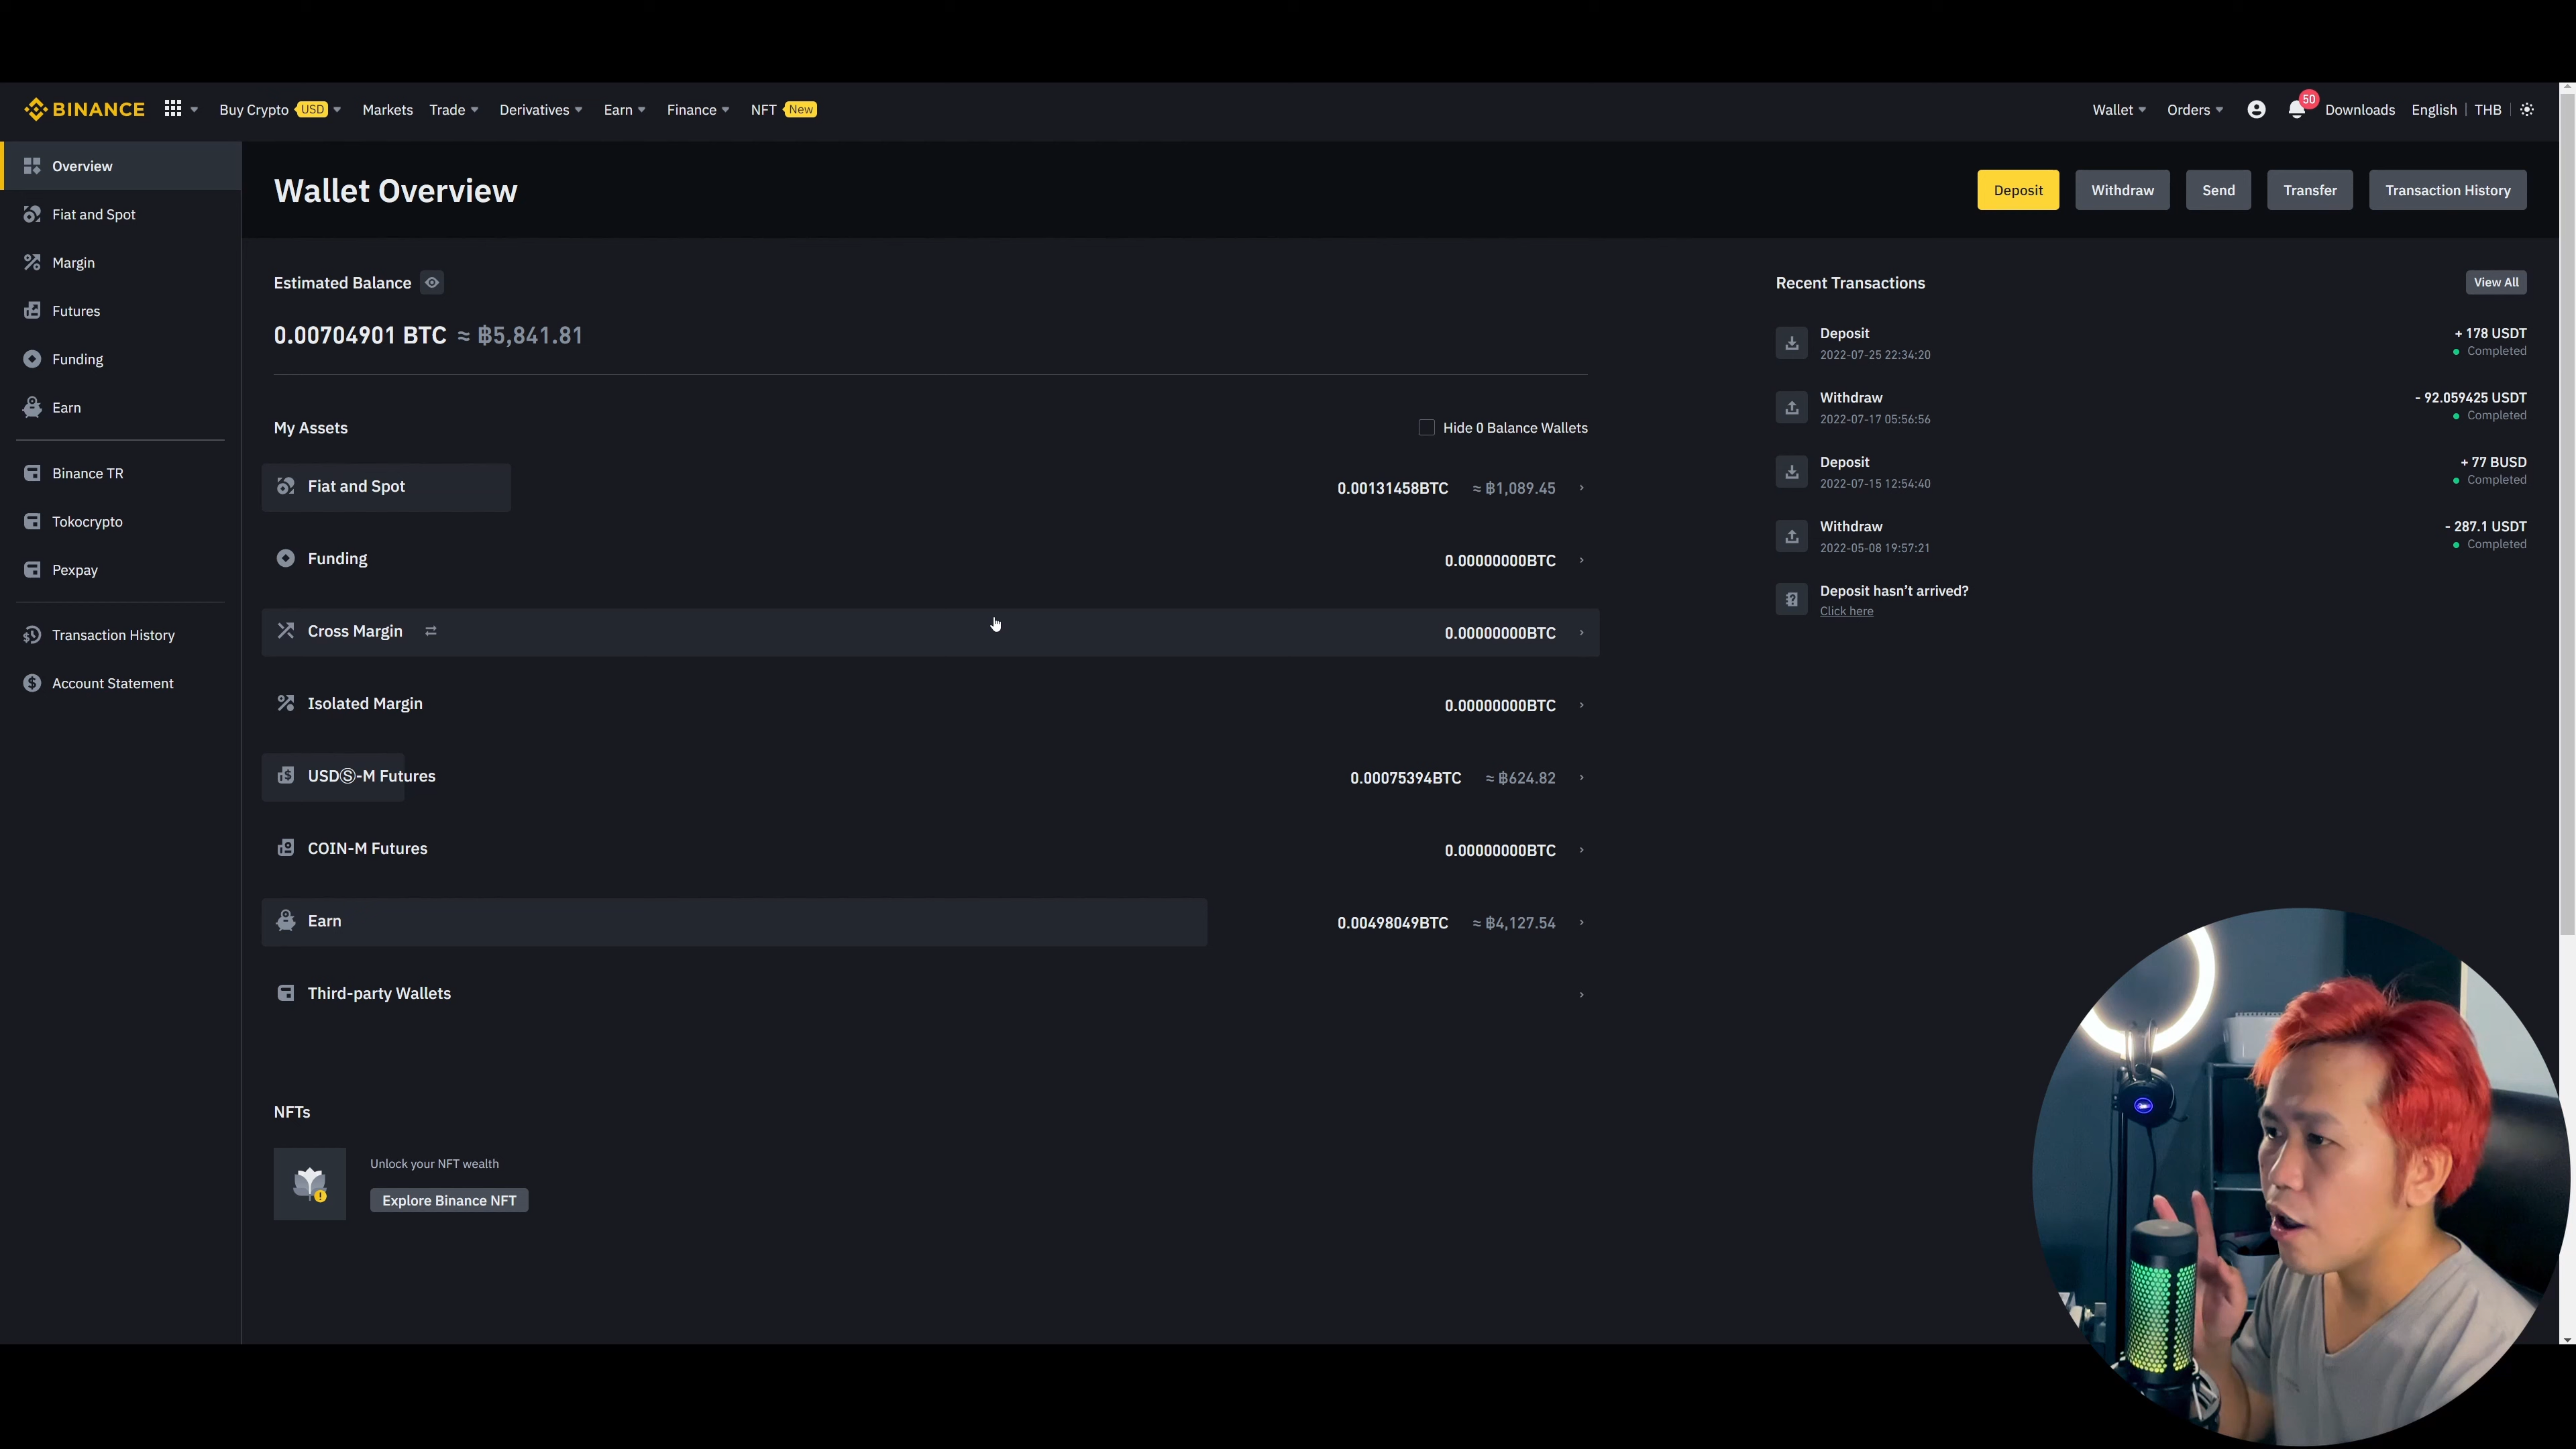 BINANCE Buy Crypto USD Markets Trade Derivatives Earn Finance NFT New Wallet Orders 50 Downloads English THB
Overview
Fiat and Spot
Margin
Futures
Funding
Earn
Binance TR
Tokocrypto
Pexpay
Transaction History
Account Statement
Wallet Overview
Deposit Withdraw Send Transfer Transaction History
Estimated Balance
0.00704901 BTC ≈ ฿5,841.81
My Assets Hide 0 Balance Wallets
Fiat and Spot 0.00131458BTC ≈ ฿1,089.45
Funding 0.00000000BTC
Cross Margin 0.00000000BTC
Isolated Margin 0.00000000BTC
USDⓈ-M Futures 0.00075394BTC ≈ ฿624.82
COIN-M Futures 0.00000000BTC
Earn 0.00498049BTC ≈ ฿4,127.54
Third-party Wallets
NFTs
Unlock your NFT wealth
Explore Binance NFT
Recent Transactions View All
Deposit + 178 USDT
2022-07-25 22:34:20 Completed
Withdraw - 92.059425 USDT
2022-07-17 05:56:56 Completed
Deposit + 77 BUSD
2022-07-15 12:54:40 Completed
Withdraw - 287.1 USDT
2022-05-08 19:57:21 Completed
Deposit hasn't arrived?
Click here